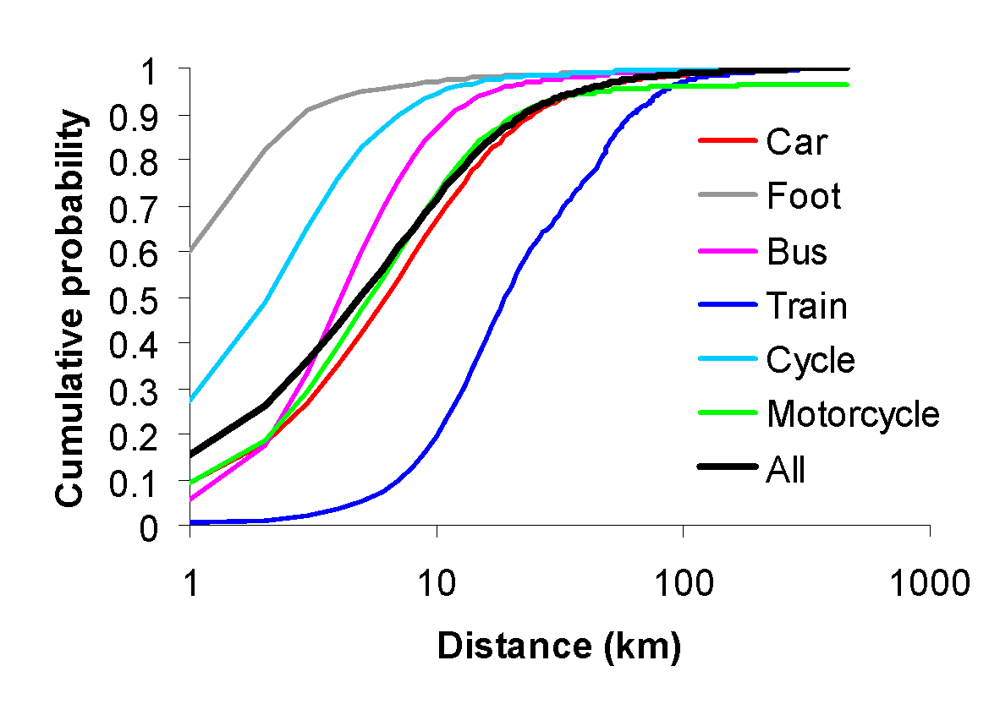 Cumulative probability
1
0.9
0.8
0.7
0.6
0.5
0.4
0.3
0.2
0.1
0
Car
Foot
Bus
Train
Cycle
Motorcycle
All
1 10 100 1000
Distance (km)